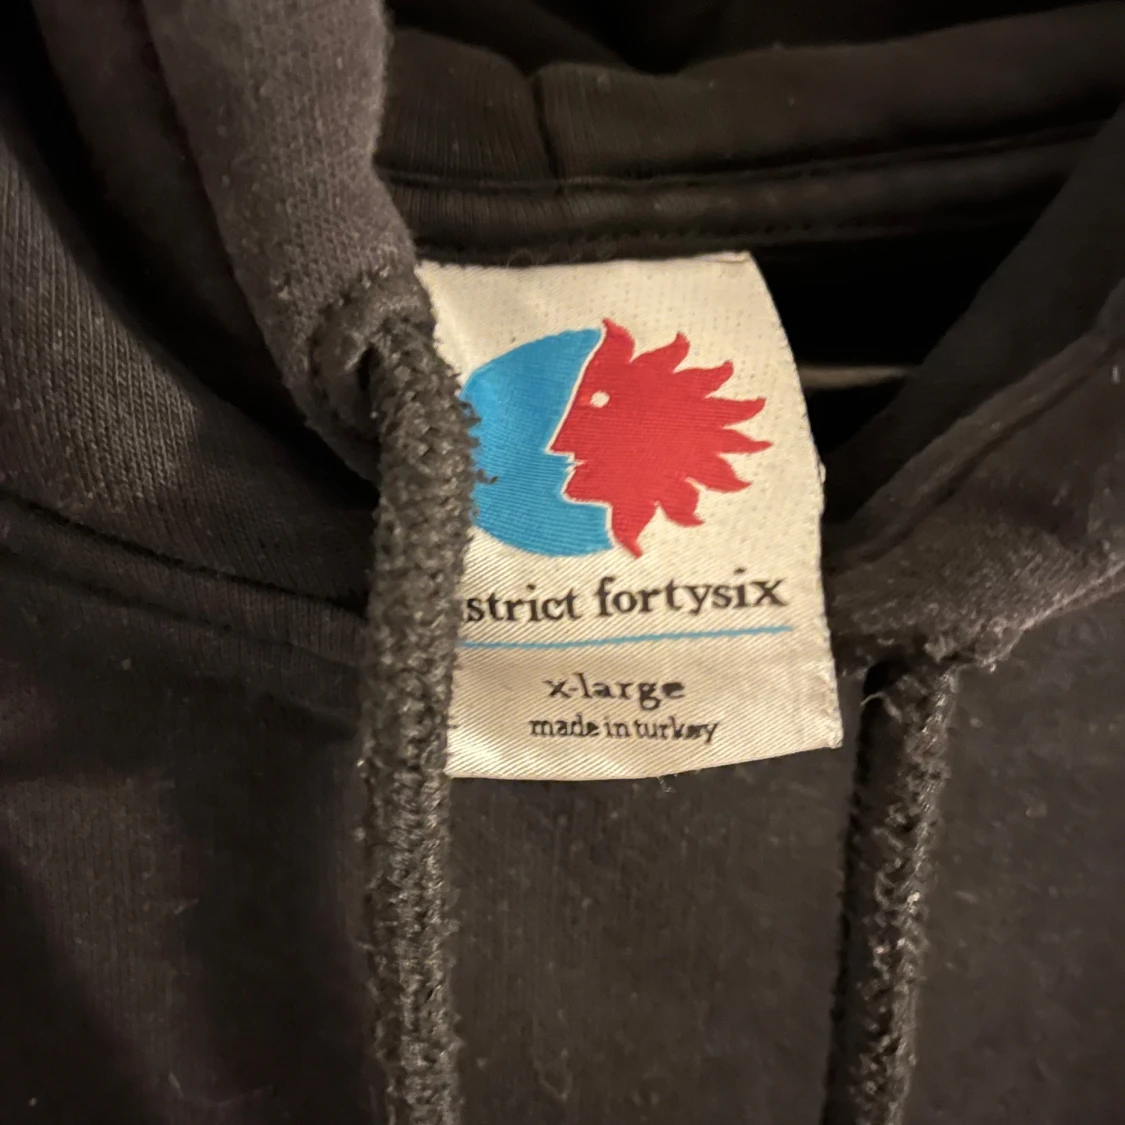 strict fortysix
x-large
made in turkey